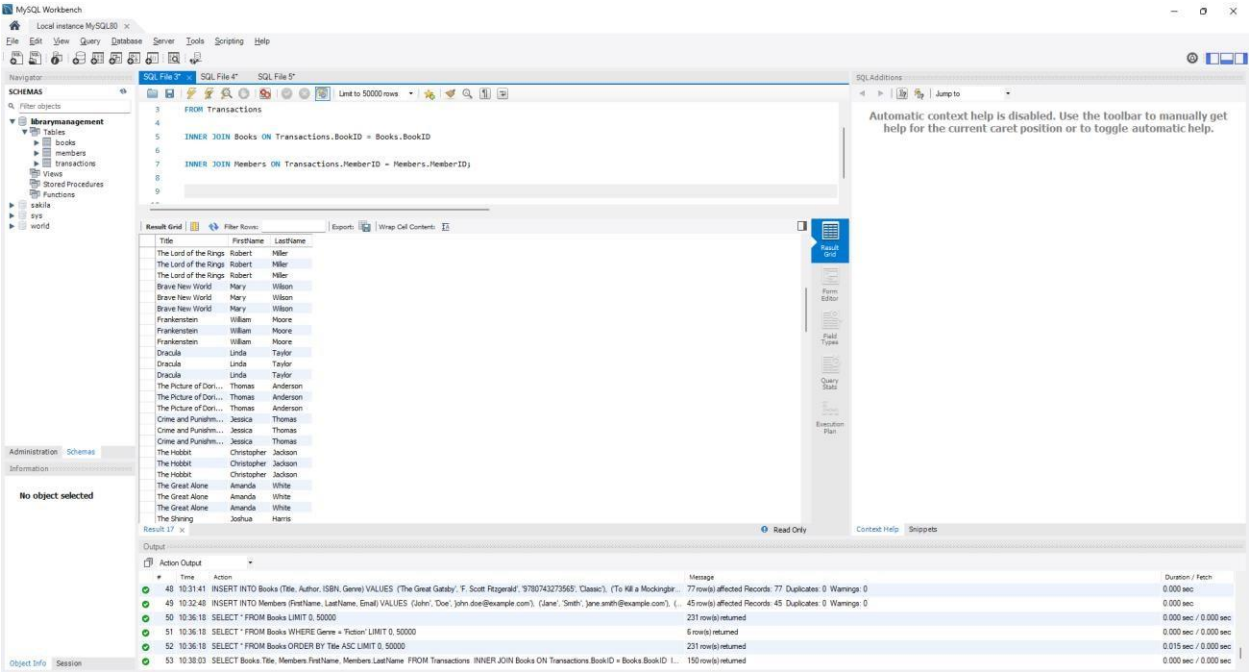 MySQL Workbench
Local instance MySQL80 ×
File Edit View Query Database Server Tools Scripting Help
Navigator
SCHEMAS
Filter objects
librarymanagement
Tables
books
members
transactions
Views
Stored Procedures
Functions
sakila
sys
world
Administration Schemas
Information
No object selected
Object Info Session
SQL File 3* × SQL File 4* SQL File 5*
Limit to 50000 rows
3 FROM Transactions
4
5 INNER JOIN Books ON Transactions.BookID = Books.BookID
6
7 INNER JOIN Members ON Transactions.MemberID = Members.MemberID;
8
9
Result Grid Filter Rows: Export: Wrap Cell Content:
Title FirstName LastName
The Lord of the Rings Robert Miller
The Lord of the Rings Robert Miller
The Lord of the Rings Robert Miller
Brave New World Mary Wilson
Brave New World Mary Wilson
Brave New World Mary Wilson
Frankenstein William Moore
Frankenstein William Moore
Frankenstein William Moore
Dracula Linda Taylor
Dracula Linda Taylor
Dracula Linda Taylor
The Picture of Dori... Thomas Anderson
The Picture of Dori... Thomas Anderson
The Picture of Dori... Thomas Anderson
Crime and Punishm... Jessica Thomas
Crime and Punishm... Jessica Thomas
Crime and Punishm... Jessica Thomas
The Hobbit Christopher Jackson
The Hobbit Christopher Jackson
The Hobbit Christopher Jackson
The Great Alone Amanda White
The Great Alone Amanda White
The Great Alone Amanda White
The Shining Joshua Harris
Result Grid
Form Editor
Field Types
Query Stats
Execution Plan
Result 17 × Read Only
SQLAdditions
Jump to
Automatic context help is disabled. Use the toolbar to manually get
help for the current caret position or to toggle automatic help.
Context Help Snippets
Output
Action Output
# Time Action Message Duration / Fetch
48 10:31:41 INSERT INTO Books (Title, Author, ISBN, Genre) VALUES ('The Great Gatsby', 'F. Scott Fitzgerald', '9780743273565', 'Classic'), ('To Kill a Mockingbir... 77 row(s) affected Records: 77 Duplicates: 0 Warnings: 0 0.000 sec
49 10:32:48 INSERT INTO Members (FirstName, LastName, Email) VALUES ('John', 'Doe', 'john.doe@example.com'), ('Jane', 'Smith', 'jane.smith@example.com'), (... 45 row(s) affected Records: 45 Duplicates: 0 Warnings: 0 0.000 sec
50 10:36:18 SELECT * FROM Books LIMIT 0, 50000 231 row(s) returned 0.000 sec / 0.000 sec
51 10:36:18 SELECT * FROM Books WHERE Genre = 'Fiction' LIMIT 0, 50000 6 row(s) returned 0.000 sec / 0.000 sec
52 10:36:18 SELECT * FROM Books ORDER BY Title ASC LIMIT 0, 50000 231 row(s) returned 0.015 sec / 0.000 sec
53 10:38:03 SELECT Books.Title, Members.FirstName, Members.LastName FROM Transactions INNER JOIN Books ON Transactions.BookID = Books.BookID I... 150 row(s) returned 0.000 sec / 0.000 sec